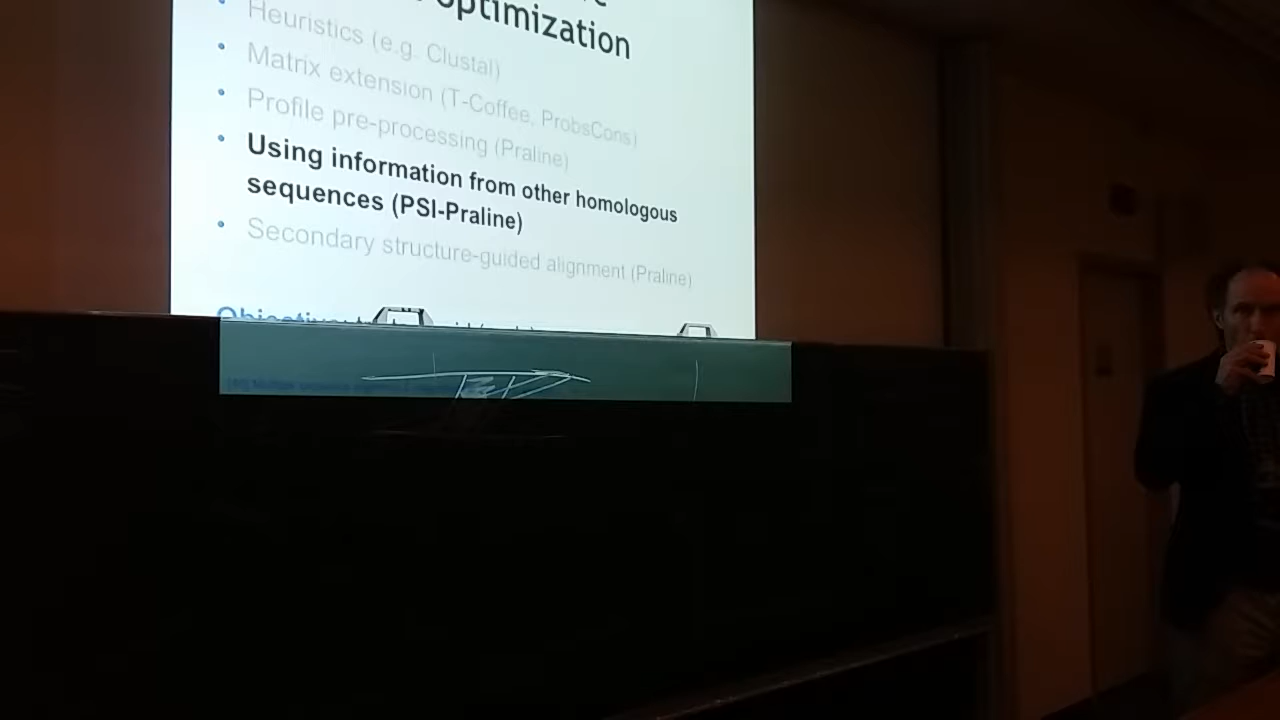 optimization
Heuristics (e.g. Clustal)
Matrix extension (T-Coffee, ProbsCons)
Profile pre-processing (Praline)
Using information from other homologous
sequences (PSI-Praline)
Secondary structure-guided alignment (Praline)